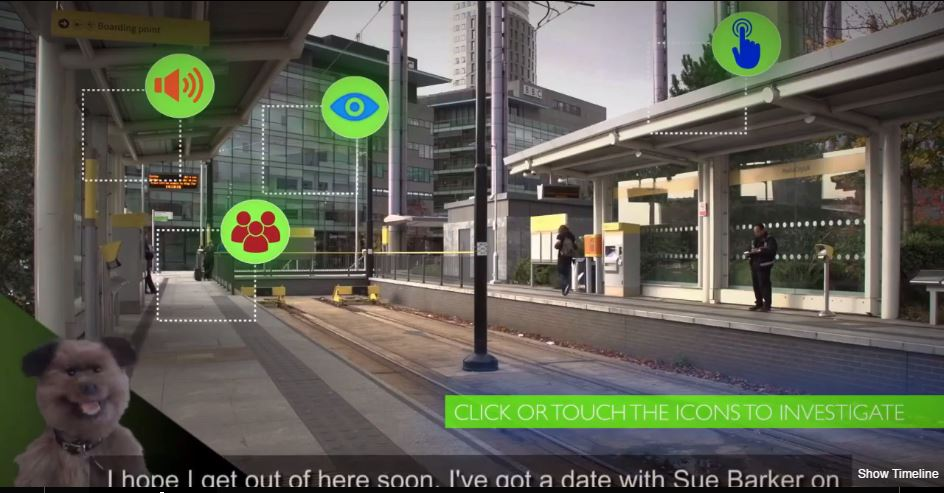 Boarding point
BBC
CLICK OR TOUCH THE ICONS TO INVESTIGATE
I hope I get out of here soon. I've got a date with Sue Barker on
Show Timeline